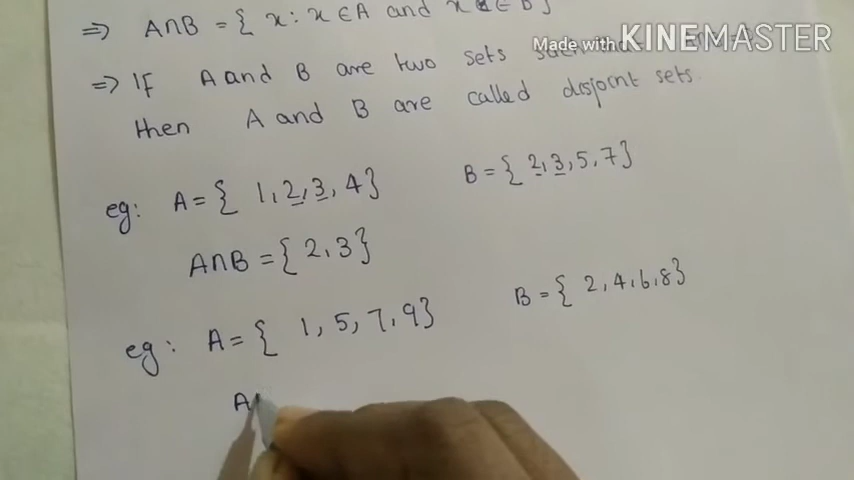 ⇒ A∩B = { x : x ∈ A and x ∈ B }
Made with KINEMASTER
⇒ If A and B are two sets
then A and B are called disjoint sets.
eg: A = { 1, 2, 3, 4 } B = { 2, 3, 5, 7 }
A∩B = { 2, 3 }
eg: A = { 1, 5, 7, 9 } B = { 2, 4, 6, 8 }
A